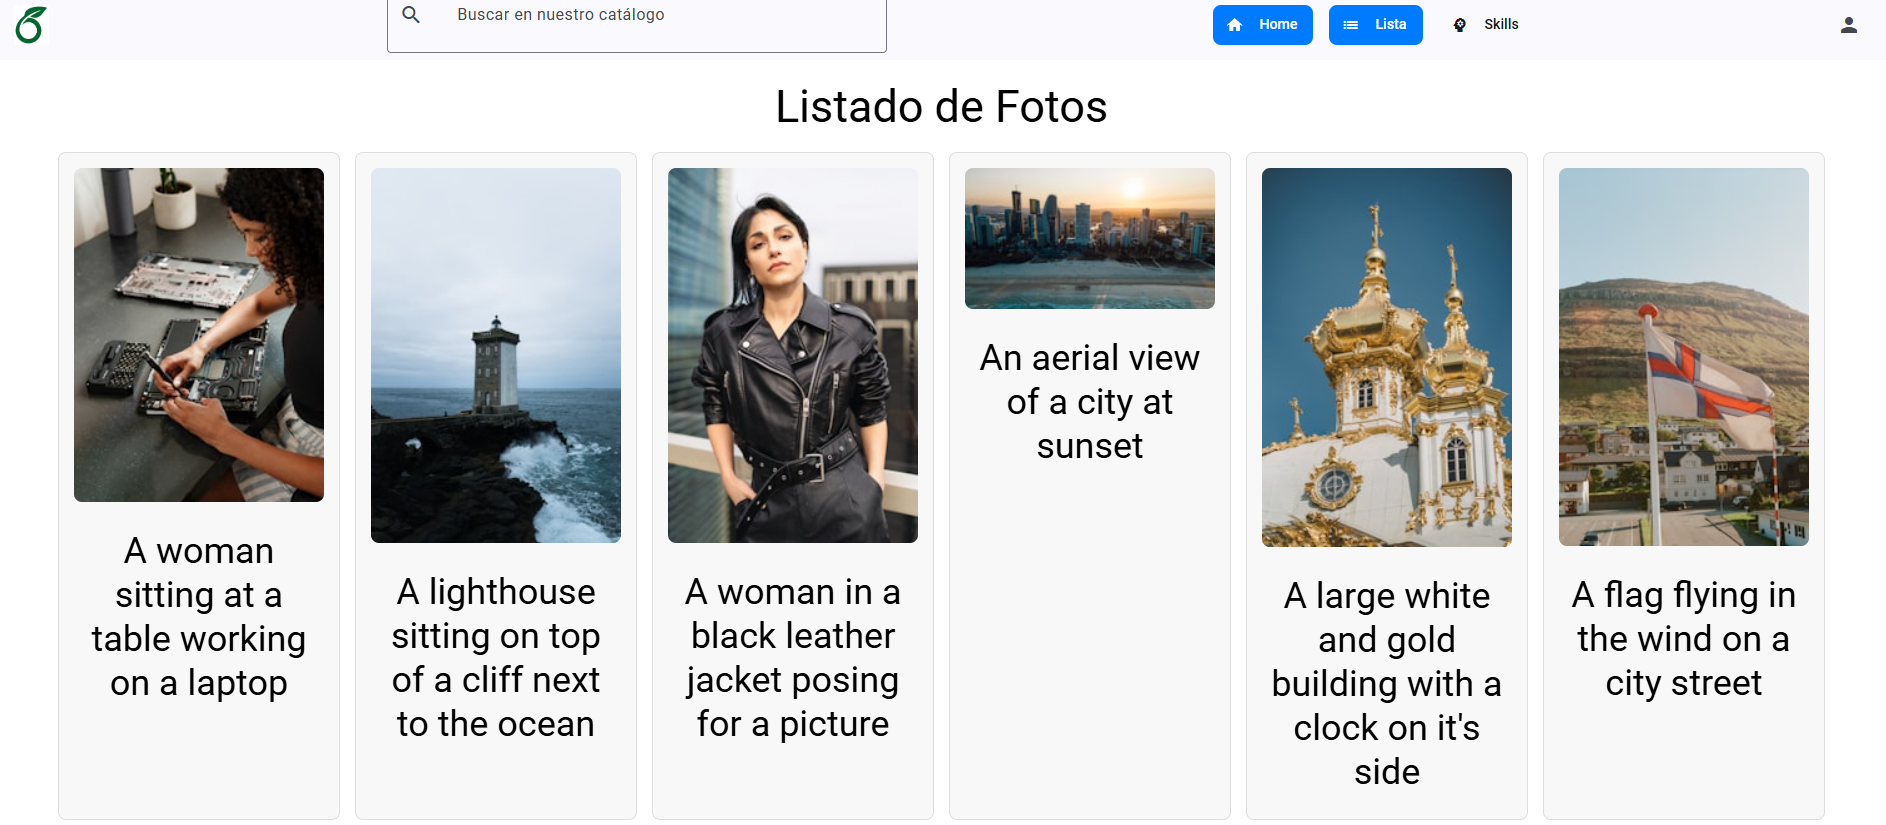 Buscar en nuestro catálogo
Home
Lista
Skills
Listado de Fotos
A woman
sitting at a
table working
on a laptop
A lighthouse
sitting on top
of a cliff next
to the ocean
A woman in a
black leather
jacket posing
for a picture
An aerial view
of a city at
sunset
A large white
and gold
building with a
clock on it's
side
A flag flying in
the wind on a
city street